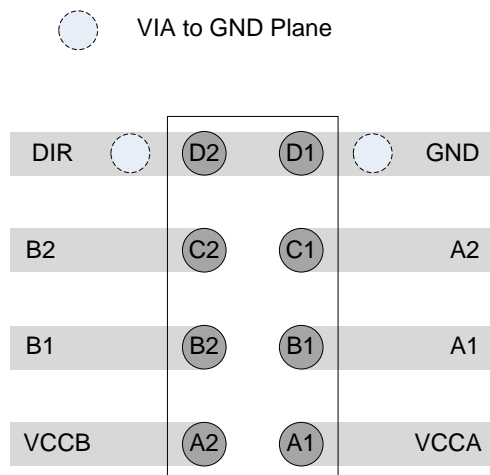 VIA to GND Plane
DIR D2 D1 GND
B2 C2 C1 A2
B1 B2 B1 A1
VCCB A2 A1 VCCA